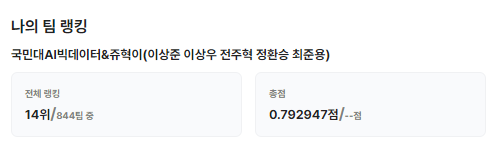 나의 팀 랭킹
국민대AI빅데이터&쥬혁이(이상준 이상우 전주혁 정환승 최준용)
전체 랭킹
14위/844팀 중
총점
0.792947점/--점